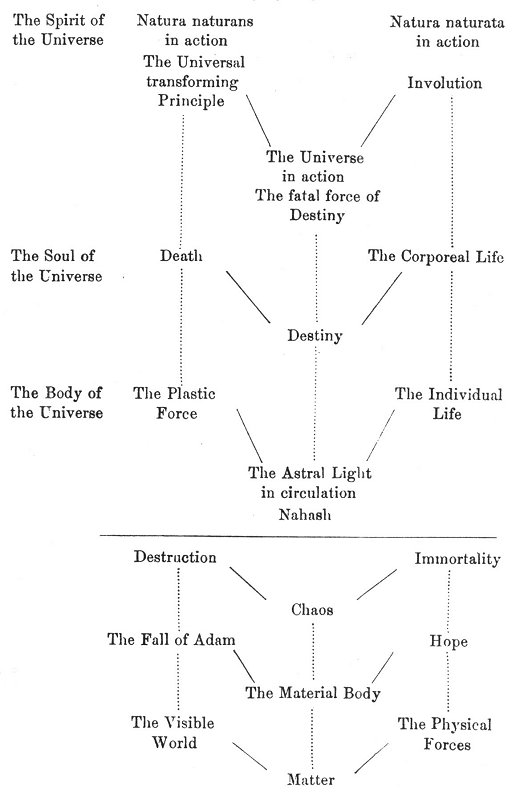 The Spirit of
the Universe
Natura naturans
in action
The Universal
transforming
Principle
Natura naturata
in action
Involution
The Universe
in action
The fatal force of
Destiny
The Soul of
the Universe
Death
The Corporeal Life
Destiny
The Body of
the Universe
The Plastic
Force
The Individual
Life
The Astral Light
in circulation
Nahash
Destruction
Immortality
Chaos
The Fall of Adam
Hope
The Material Body
The Visible
World
The Physical
Forces
Matter